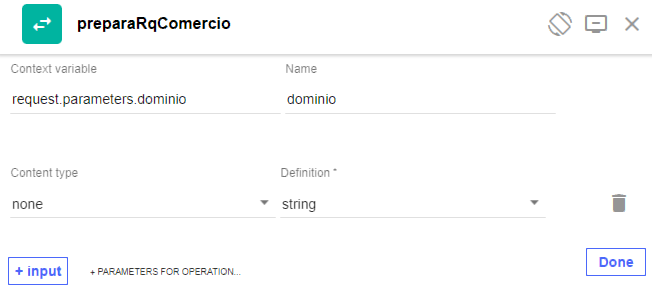 preparaRqComercio
Context variable Name
request.parameters.dominio dominio
Content type Definition *
none string
+ input + PARAMETERS FOR OPERATION... Done